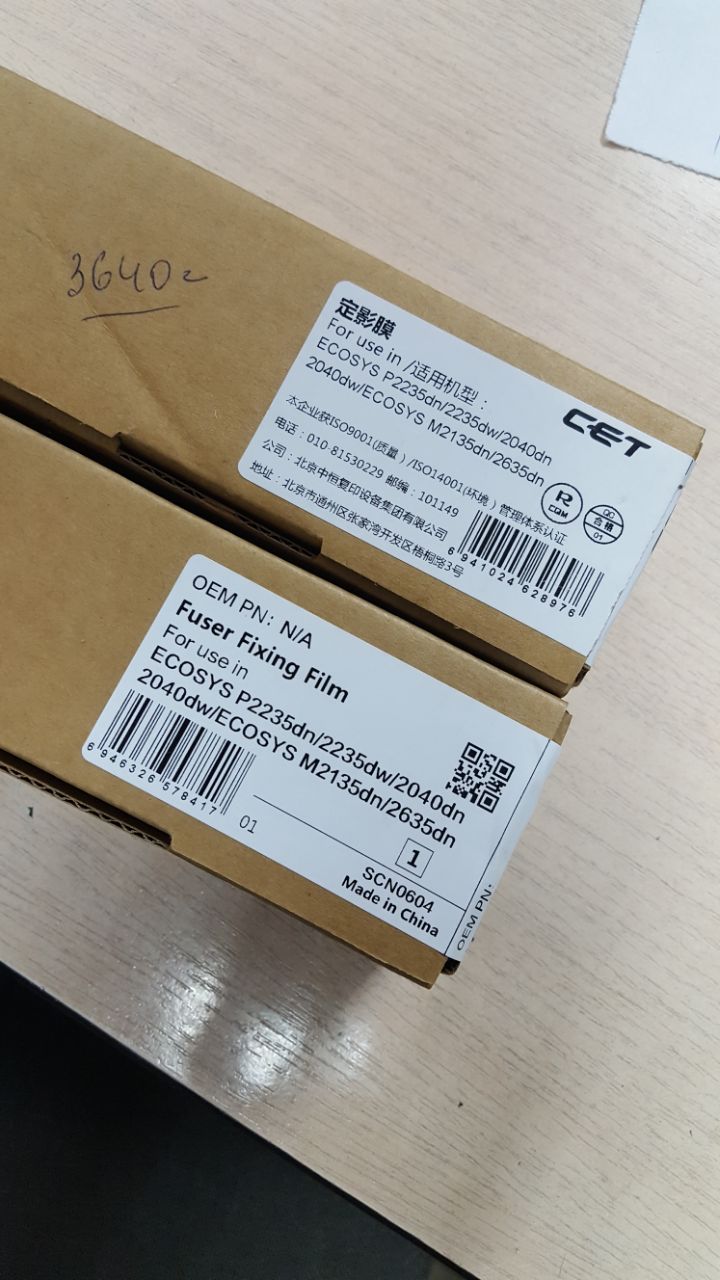 3640=
定影膜
For use in /适用机型：
ECOSYS P2235dn/2235dw/2040dn
2040dw/ECOSYS M2135dn/2635dn
CET
本企业获ISO9001(质量）/ISO14001(环境）管理体系认证
电话：010-81530229 邮编：101149
公司：北京中恒复印设备集团有限公司
地址：北京市通州区张家湾开发区梧桐路3号
R
CQM
QC
合格
01
6 941024 628976
OEM PN: N/A
Fuser Fixing Film
For use in
ECOSYS P2235dn/2235dw/2040dn
2040dw/ECOSYS M2135dn/2635dn
6 946326 578417
01
1
SCN0604
Made in China
OEM PN: